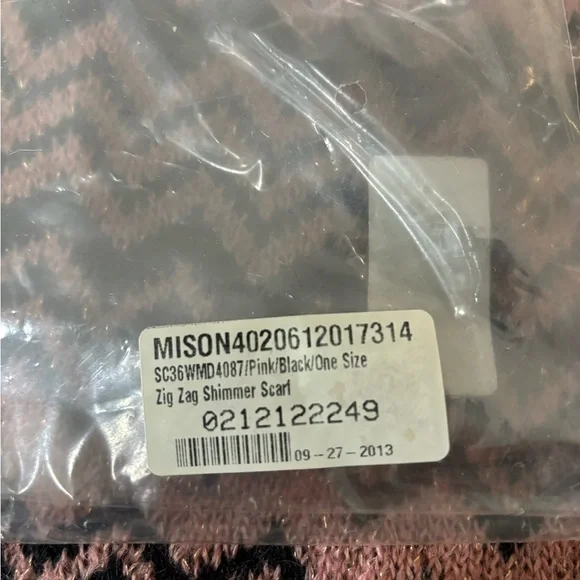 MISON4020612017314
SC36WMD4087/Pink/Black/One Size
Zig Zag Shimmer Scarf
0212122249
09-27-2013